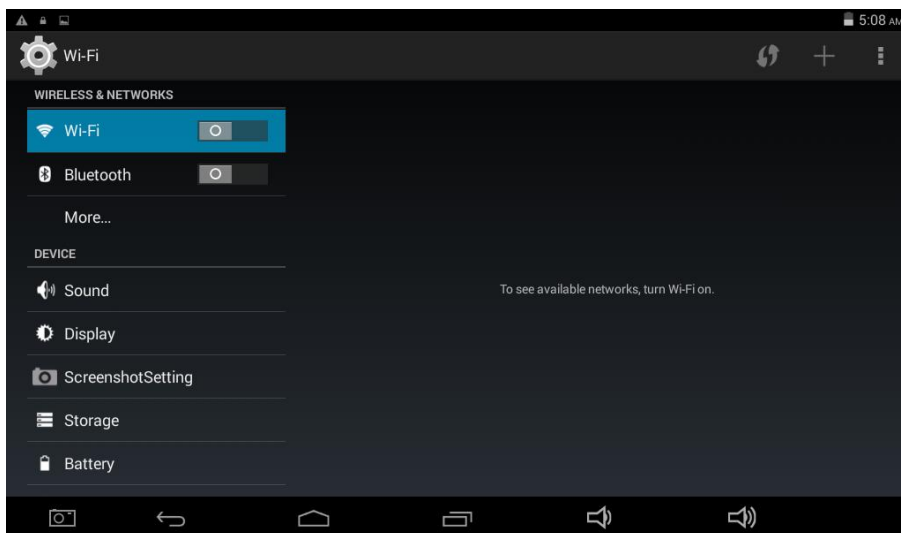 5:08 AM
Wi-Fi
WIRELESS & NETWORKS
Wi-Fi
Bluetooth
More...
DEVICE
Sound
Display
ScreenshotSetting
Storage
Battery
To see available networks, turn Wi-Fi on.